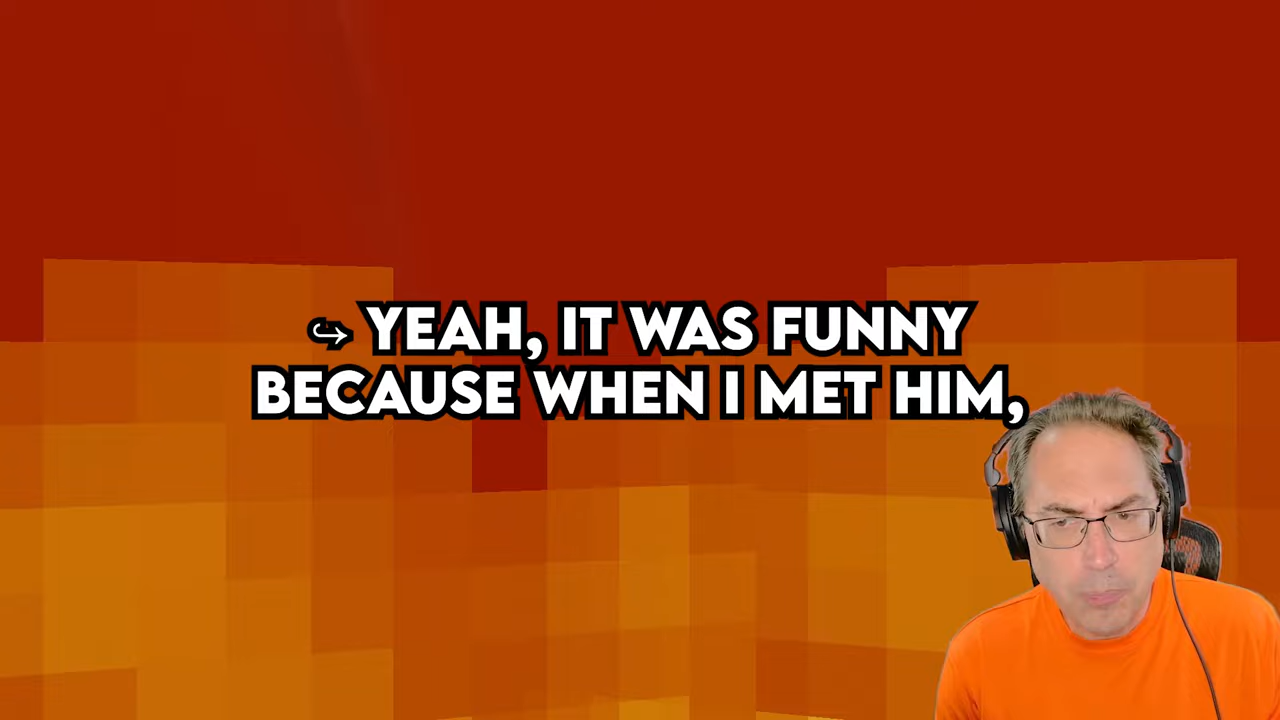 ↪ YEAH, IT WAS FUNNY
BECAUSE WHEN I MET HIM,